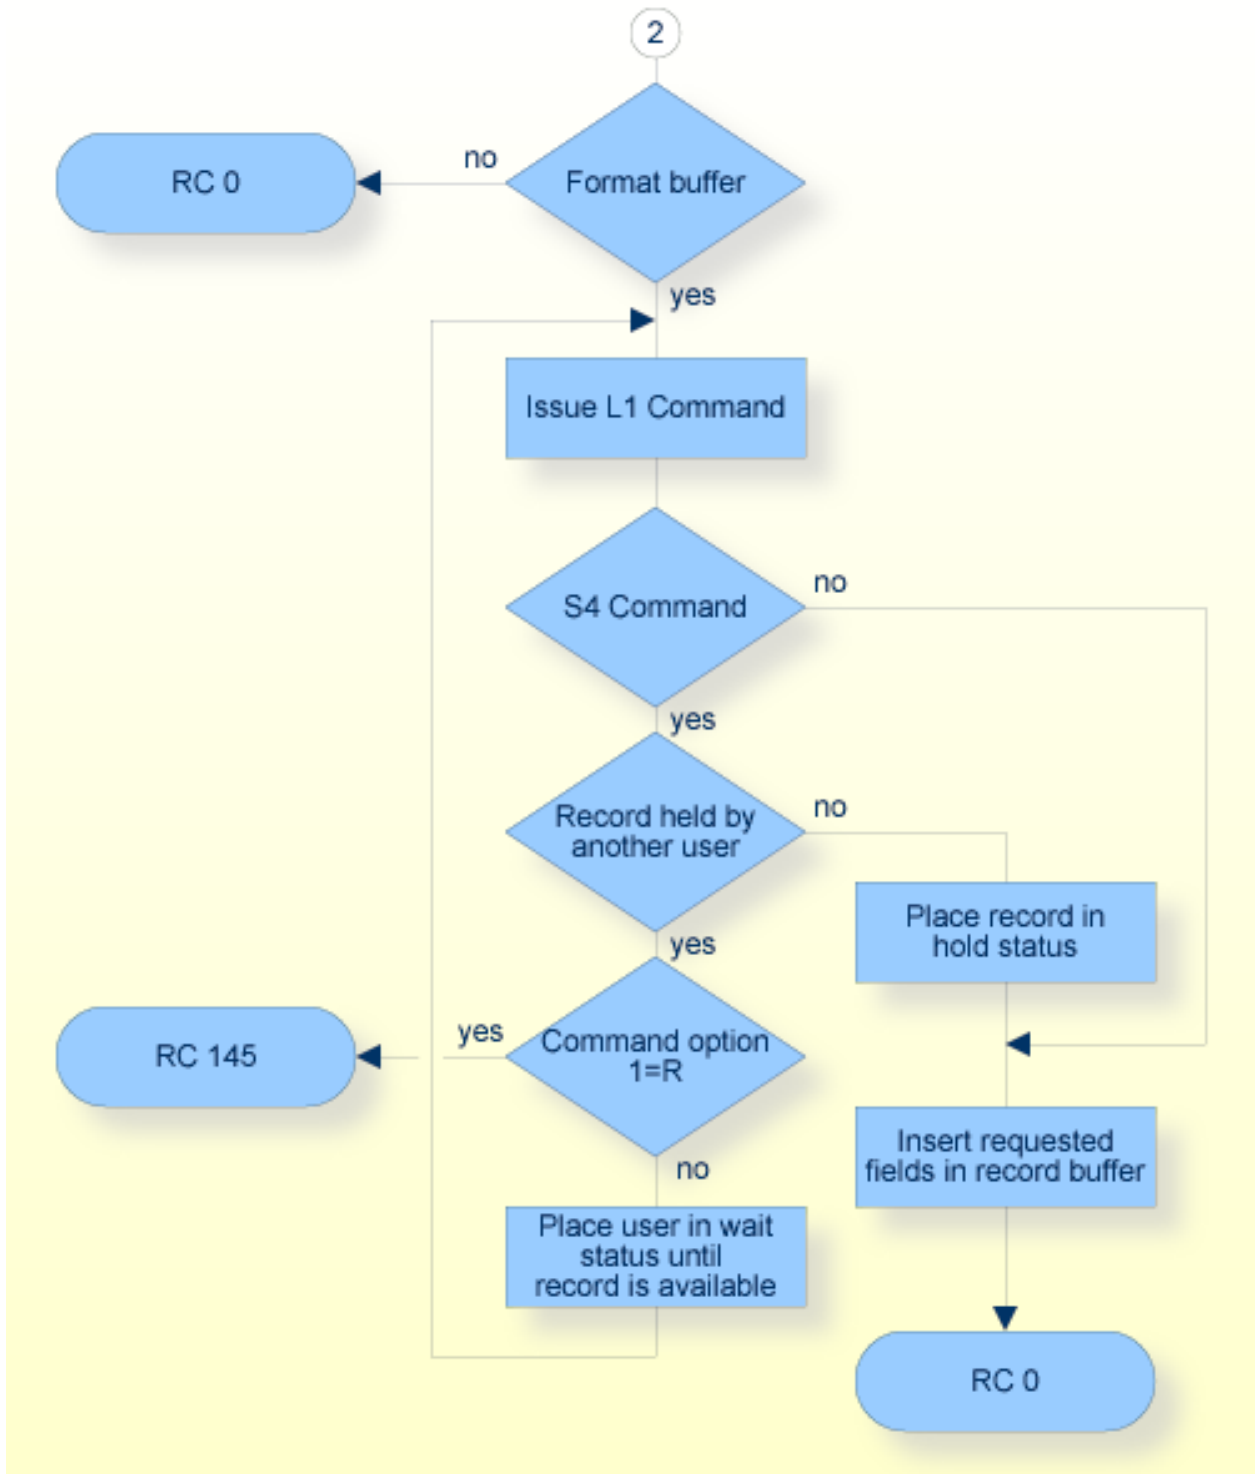 2
no
RC 0
Format buffer
yes
Issue L1 Command
no
S4 Command
yes
no
Record held by
another user
Place record in
hold status
yes
yes
RC 145
Command option
1=R
no
Insert requested
fields in record buffer
Place user in wait
status until
record is available
RC 0